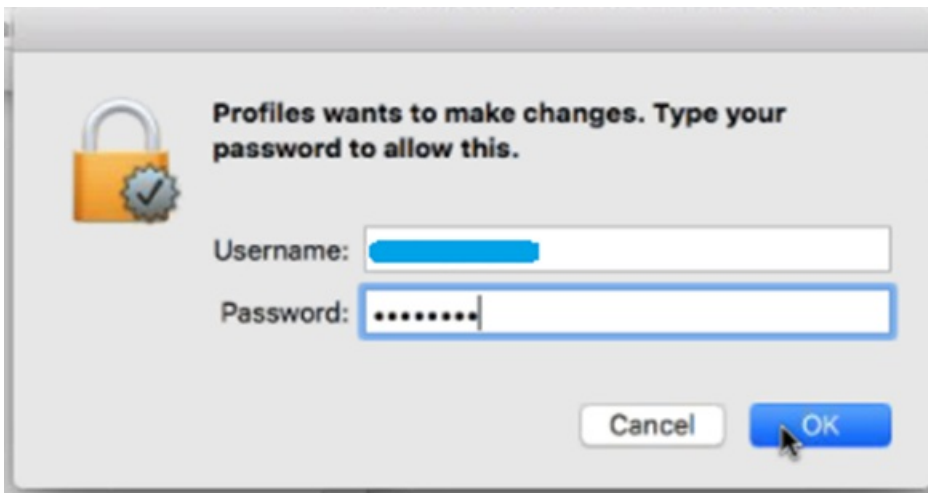 Profiles wants to make changes. Type your
password to allow this.
Username:
Password: ••••••••
Cancel
OK